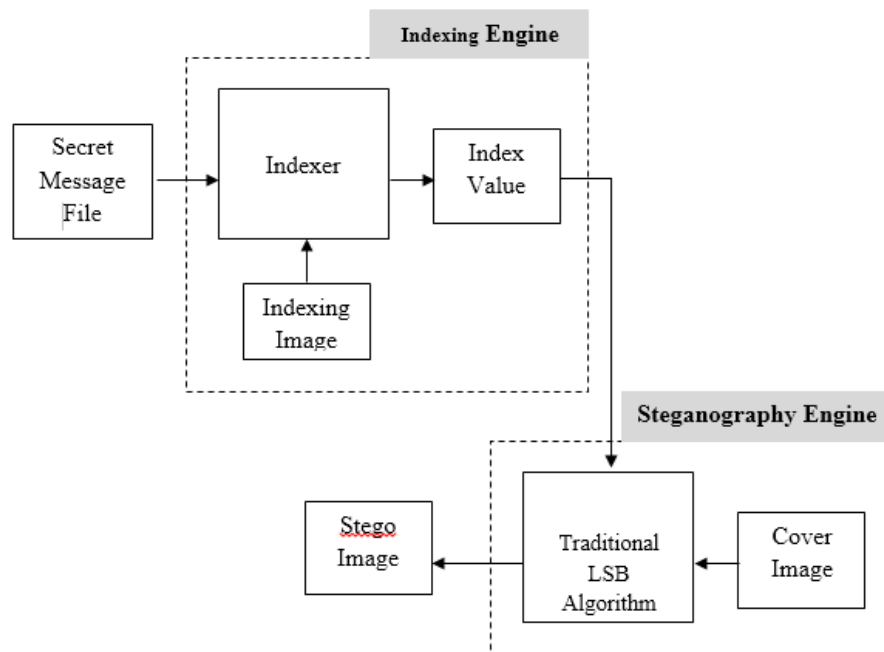 Indexing Engine
Secret
Message
File
Indexer
Index
Value
Indexing
Image
Steganography Engine
Stego
Image
Traditional
LSB
Algorithm
Cover
Image